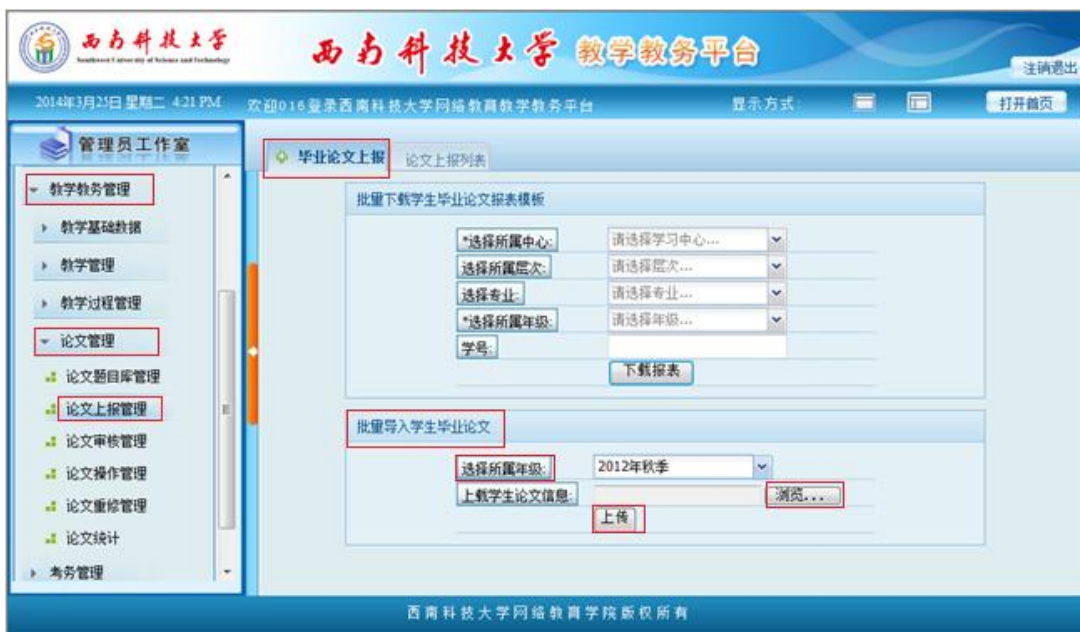 西南科技大学
Southwest University of Science and Technology
西南科技大学 教学教务平台
注销退出
2014年3月25日 星期二 4:21 PM
欢迎016登录西南科技大学网络教育教学教务平台
显示方式:
打开首页
管理员工作室
教学教务管理
教学基础数据
教学管理
教学过程管理
论文管理
论文题目库管理
论文上报管理
论文审核管理
论文操作管理
论文重修管理
论文统计
考务管理
毕业论文上报
论文上报列表
批量下载学生毕业论文报表模板
*选择所属中心: 请选择学习中心...
选择所属层次: 请选择层次...
选择专业: 请选择专业...
*选择所属年级: 请选择年级...
学号:
下载报表
批量导入学生毕业论文
选择所属年级: 2012年秋季
上载学生论文信息: 浏览...
上传
西南科技大学网络教育学院版权所有